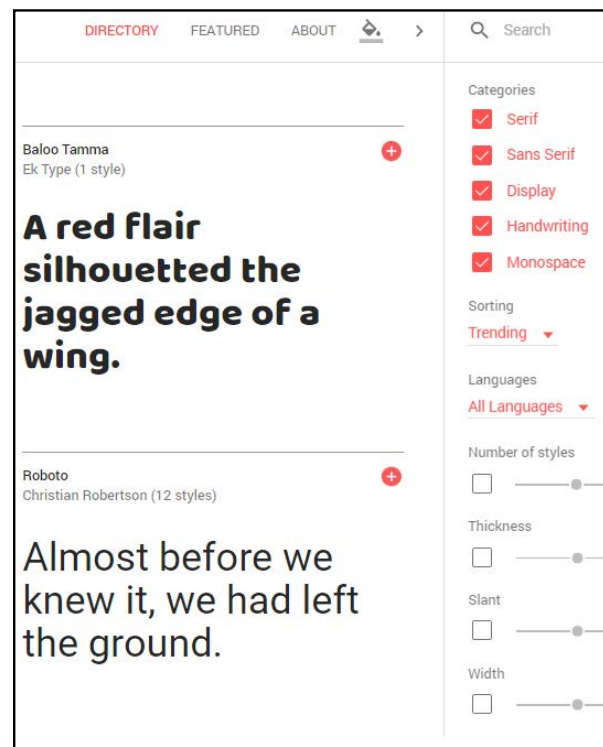 DIRECTORY FEATURED ABOUT
Search
Baloo Tamma
Ek Type (1 style)
A red flair
silhouetted the
jagged edge of a
wing.
Roboto
Christian Robertson (12 styles)
Almost before we
knew it, we had left
the ground.
Categories
Serif
Sans Serif
Display
Handwriting
Monospace
Sorting
Trending
Languages
All Languages
Number of styles
Thickness
Slant
Width